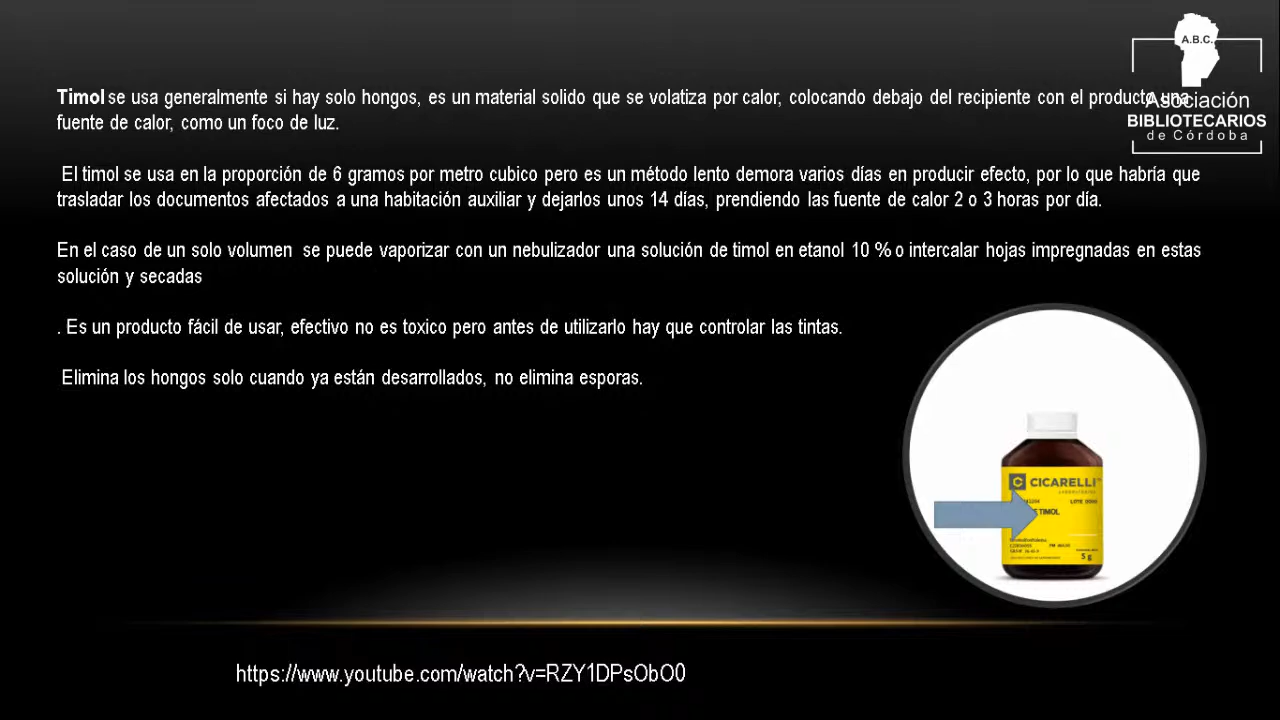 A.B.C.
Asociación
BIBLIOTECARIOS
de Córdoba
Timol se usa generalmente si hay solo hongos, es un material solido que se volatiza por calor, colocando debajo del recipiente con el producto una
fuente de calor, como un foco de luz.
El timol se usa en la proporción de 6 gramos por metro cubico pero es un método lento demora varios días en producir efecto, por lo que habría que
trasladar los documentos afectados a una habitación auxiliar y dejarlos unos 14 días, prendiendo las fuente de calor 2 o 3 horas por día.
En el caso de un solo volumen se puede vaporizar con un nebulizador una solución de timol en etanol 10 % o intercalar hojas impregnadas en estas
solución y secadas
. Es un producto fácil de usar, efectivo no es toxico pero antes de utilizarlo hay que controlar las tintas.
Elimina los hongos solo cuando ya están desarrollados, no elimina esporas.
C CICARELLI
LABORATORIOS
LOTE
TIMOL
5 g
https://www.youtube.com/watch?v=RZY1DPsObO0